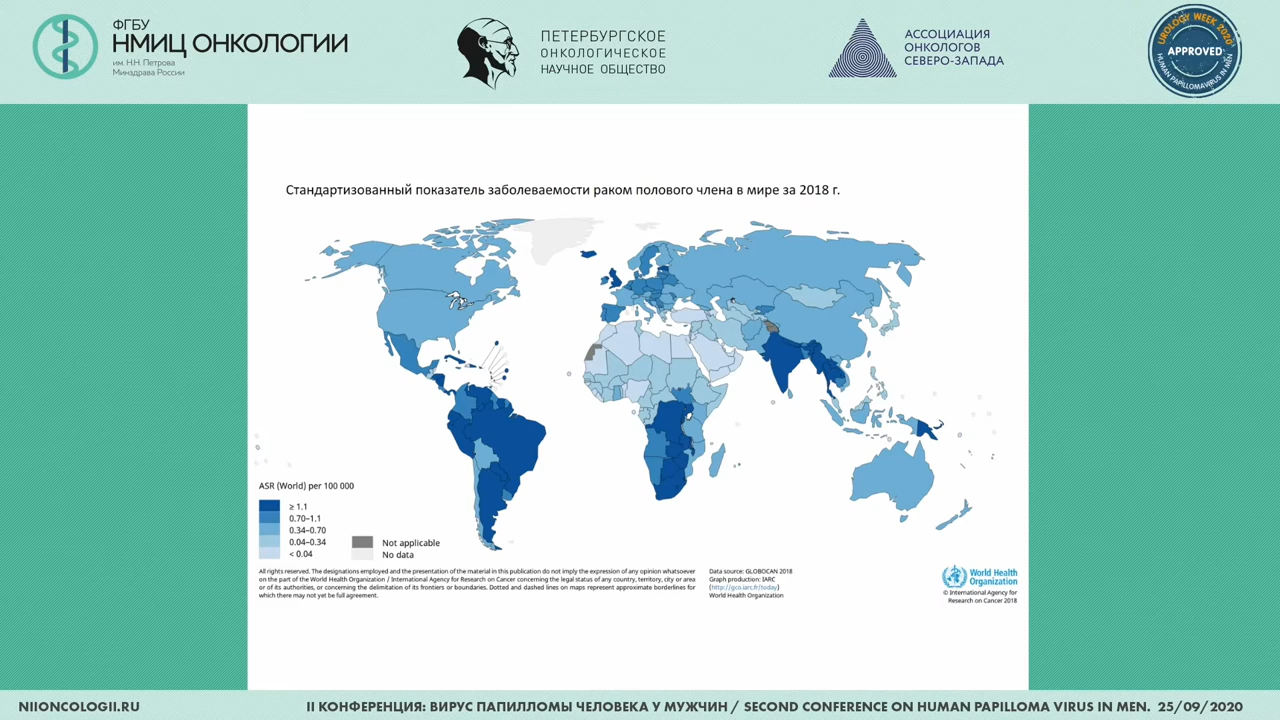 ФГБУ
НМИЦ ОНКОЛОГИИ
им. Н.Н. Петрова
Минздрава России
ПЕТЕРБУРГСКОЕ
ОНКОЛОГИЧЕСКОЕ
НАУЧНОЕ ОБЩЕСТВО
АССОЦИАЦИЯ
ОНКОЛОГОВ
СЕВЕРО-ЗАПАДА
UROLOGY WEEK 2020
APPROVED
HUMAN PAPILLOMAVIRUS IN MEN
Стандартизованный показатель заболеваемости раком полового члена в мире за 2018 г.
ASR (World) per 100 000
≥ 1.1
0.70–1.1
0.34–0.70
0.04–0.34
< 0.04
Not applicable
No data
All rights reserved. The designations employed and the presentation of the material in this publication do not imply the expression of any opinion whatsoever
on the part of the World Health Organization / International Agency for Research on Cancer concerning the legal status of any country, territory, city or area
or of its authorities, or concerning the delimitation of its frontiers or boundaries. Dotted and dashed lines on maps represent approximate borderlines for
which there may not yet be full agreement.
Data source: GLOBOCAN 2018
Graph production: IARC
(http://gco.iarc.fr/today)
World Health Organization
World Health
Organization
© International Agency for
Research on Cancer 2018
NIIONCOLOGII.RU
II КОНФЕРЕНЦИЯ: ВИРУС ПАПИЛЛОМЫ ЧЕЛОВЕКА У МУЖЧИН / SECOND CONFERENCE ON HUMAN PAPILLOMA VIRUS IN MEN. 25/09/2020